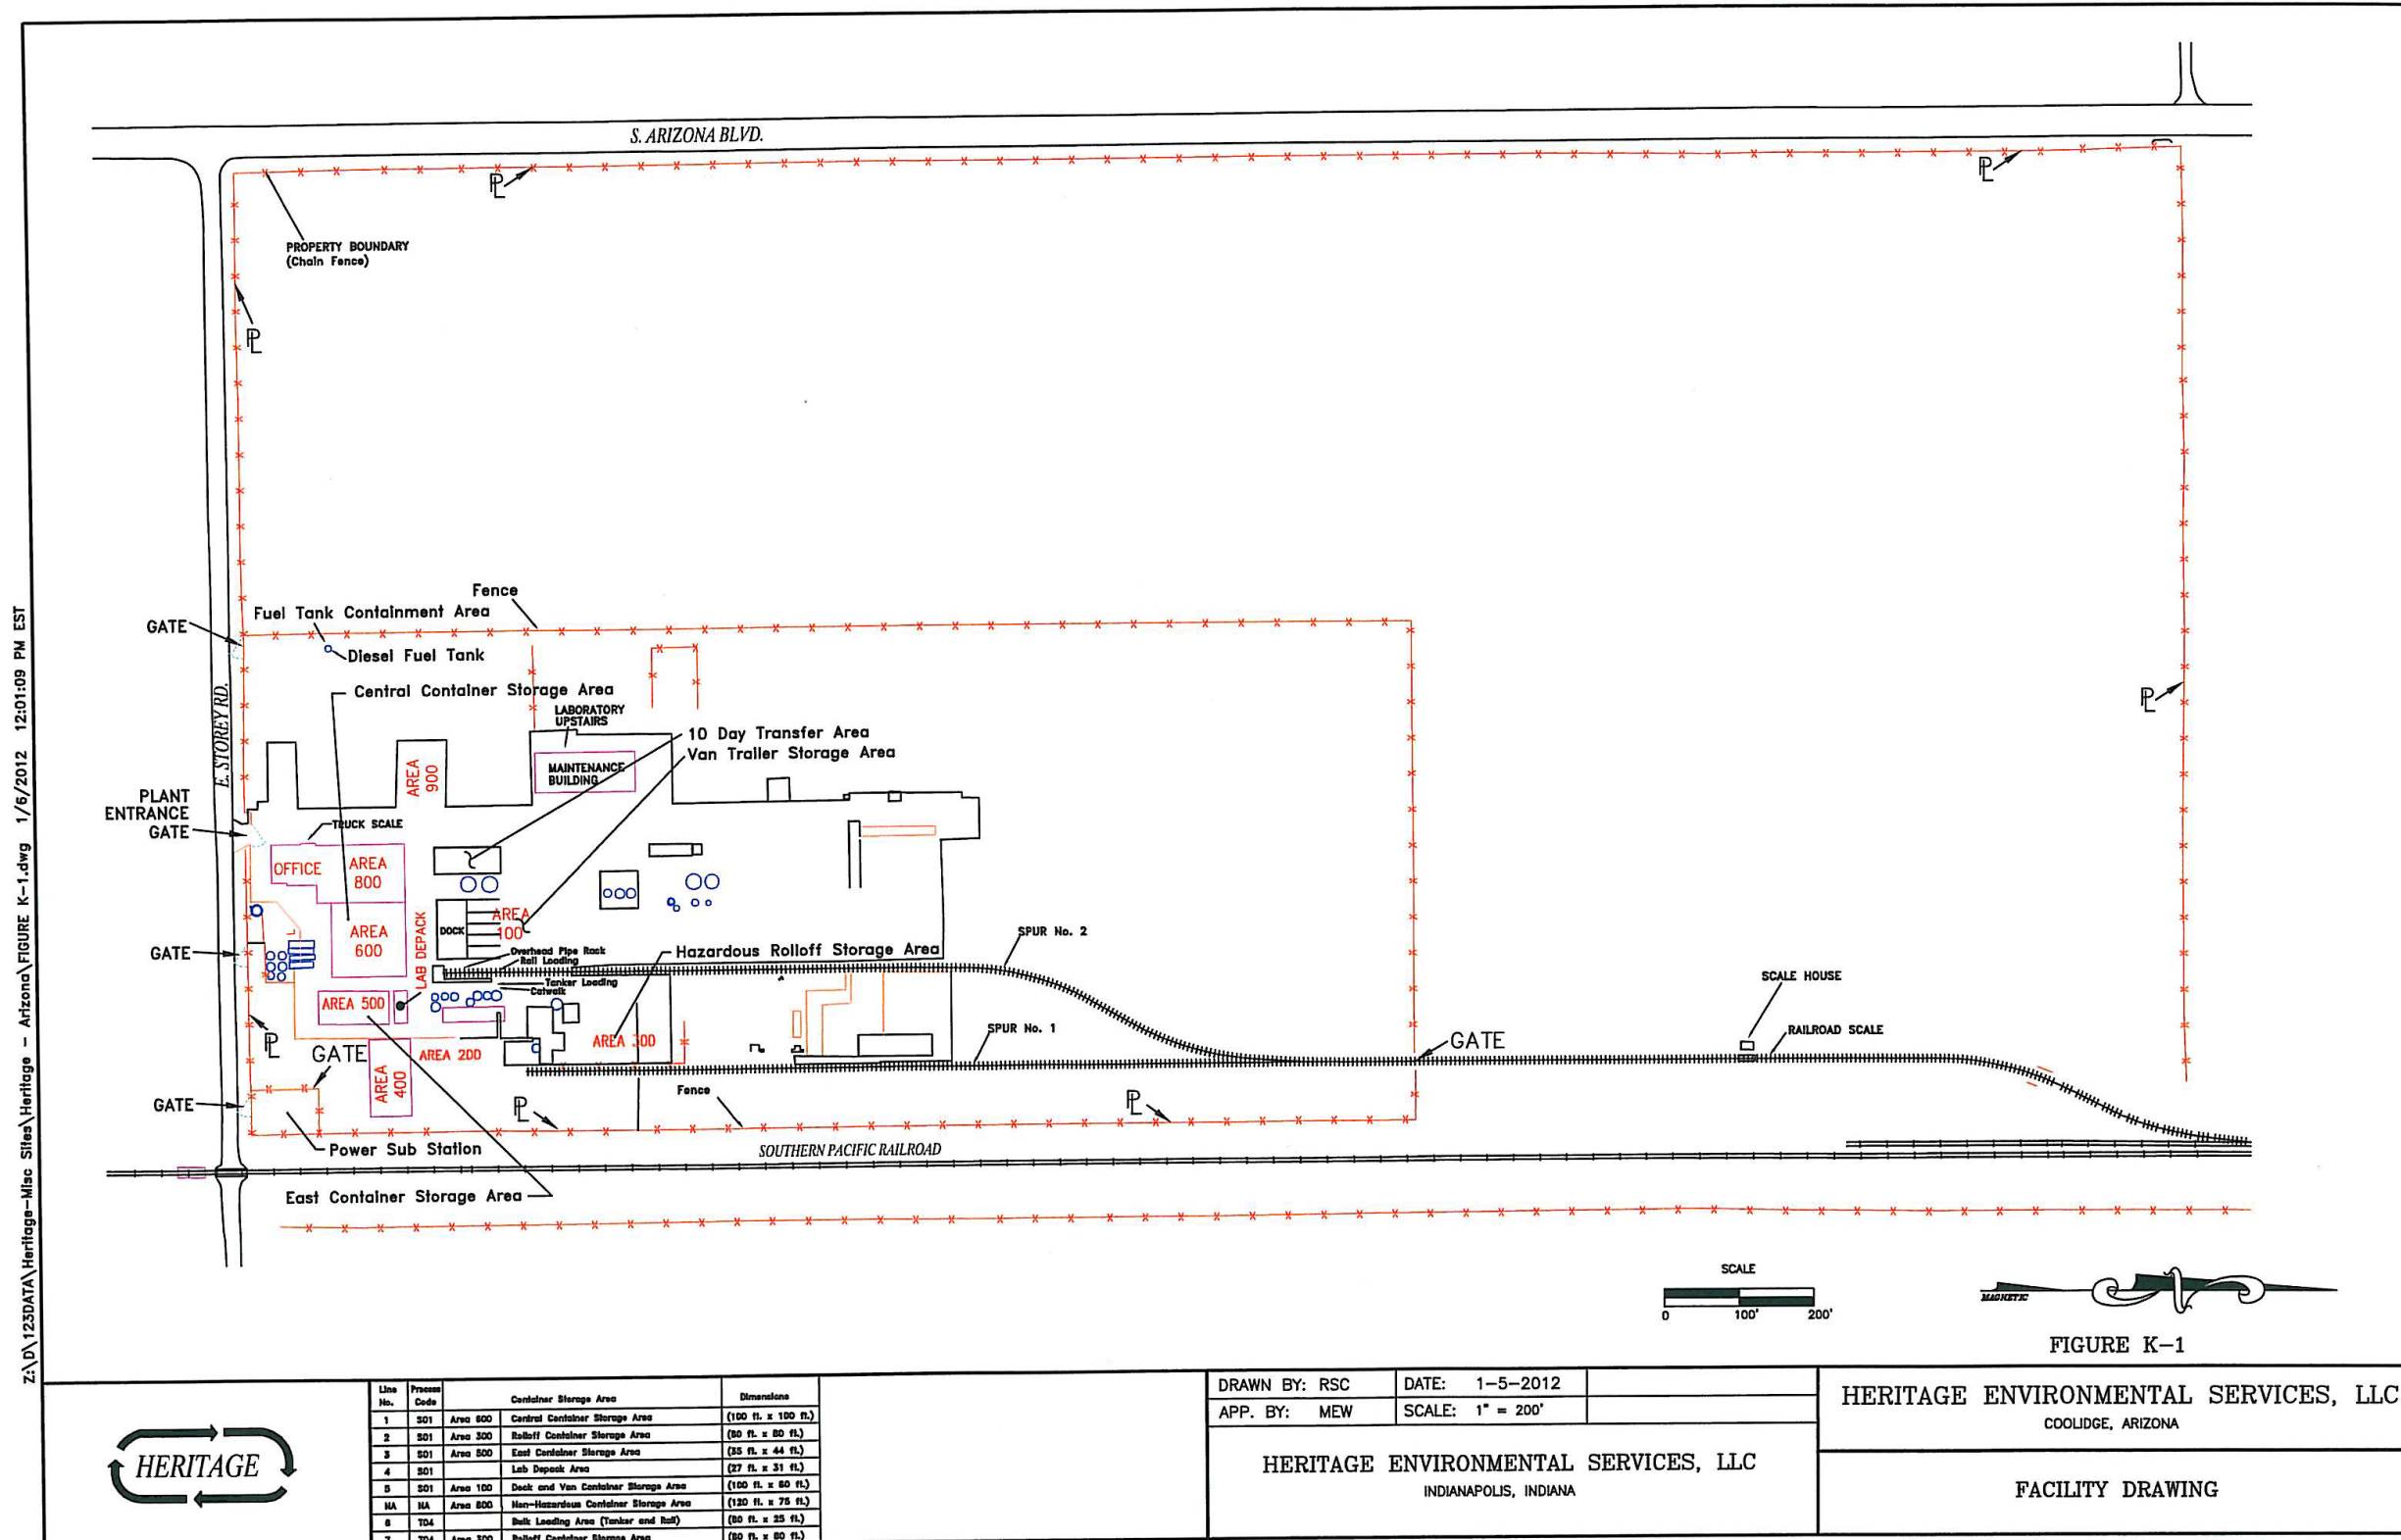 S. ARIZONA BLVD.
PL
PL
PROPERTY BOUNDARY
(Chain Fence)
PL
Z:\D\123DATA\Heritage-Misc Sites\Heritage - Arizona\FIGURE K-1.dwg 1/6/2012 12:01:09 PM EST
Fence
Fuel Tank Containment Area
GATE
Diesel Fuel Tank
E. STOREY RD.
Central Container Storage Area
PL
LABORATORY
UPSTAIRS
10 Day Transfer Area
Van Trailer Storage Area
AREA
900
MAINTENANCE
BUILDING
PLANT
ENTRANCE
GATE
TRUCK SCALE
OFFICE
AREA
800
AREA
600
LAB DEPACK
DOCK
AREA
100
GATE
Overhead Pipe Rack
Rail Loading
Tanker Loading
Catwalk
Hazardous Rolloff Storage Area
SPUR No. 2
SCALE HOUSE
AREA 500
SPUR No. 1
RAILROAD SCALE
PL
GATE
AREA 200
AREA 300
GATE
AREA
400
Fence
GATE
PL
PL
Power Sub Station
SOUTHERN PACIFIC RAILROAD
East Container Storage Area
SCALE
0 100' 200'
MAGNETIC
FIGURE K-1
HERITAGE
Line No. Process Code Container Storage Area Dimensions
1 S01 Area 600 Central Container Storage Area (100 ft. x 100 ft.)
2 S01 Area 300 Rolloff Container Storage Area (80 ft. x 80 ft.)
3 S01 Area 500 East Container Storage Area (35 ft. x 44 ft.)
4 S01 Lab Depack Area (27 ft. x 31 ft.)
5 S01 Area 100 Dock and Van Container Storage Area (100 ft. x 60 ft.)
NA NA Area 800 Non-Hazardous Container Storage Area (120 ft. x 75 ft.)
6 T04 Bulk Loading Area (Tanker and Rail) (80 ft. x 25 ft.)
7 T04 Area 300 Rolloff Container Storage Area (80 ft. x 80 ft.)
DRAWN BY: RSC DATE: 1-5-2012
APP. BY: MEW SCALE: 1" = 200'
HERITAGE ENVIRONMENTAL SERVICES, LLC
INDIANAPOLIS, INDIANA
HERITAGE ENVIRONMENTAL SERVICES, LLC
COOLIDGE, ARIZONA
FACILITY DRAWING